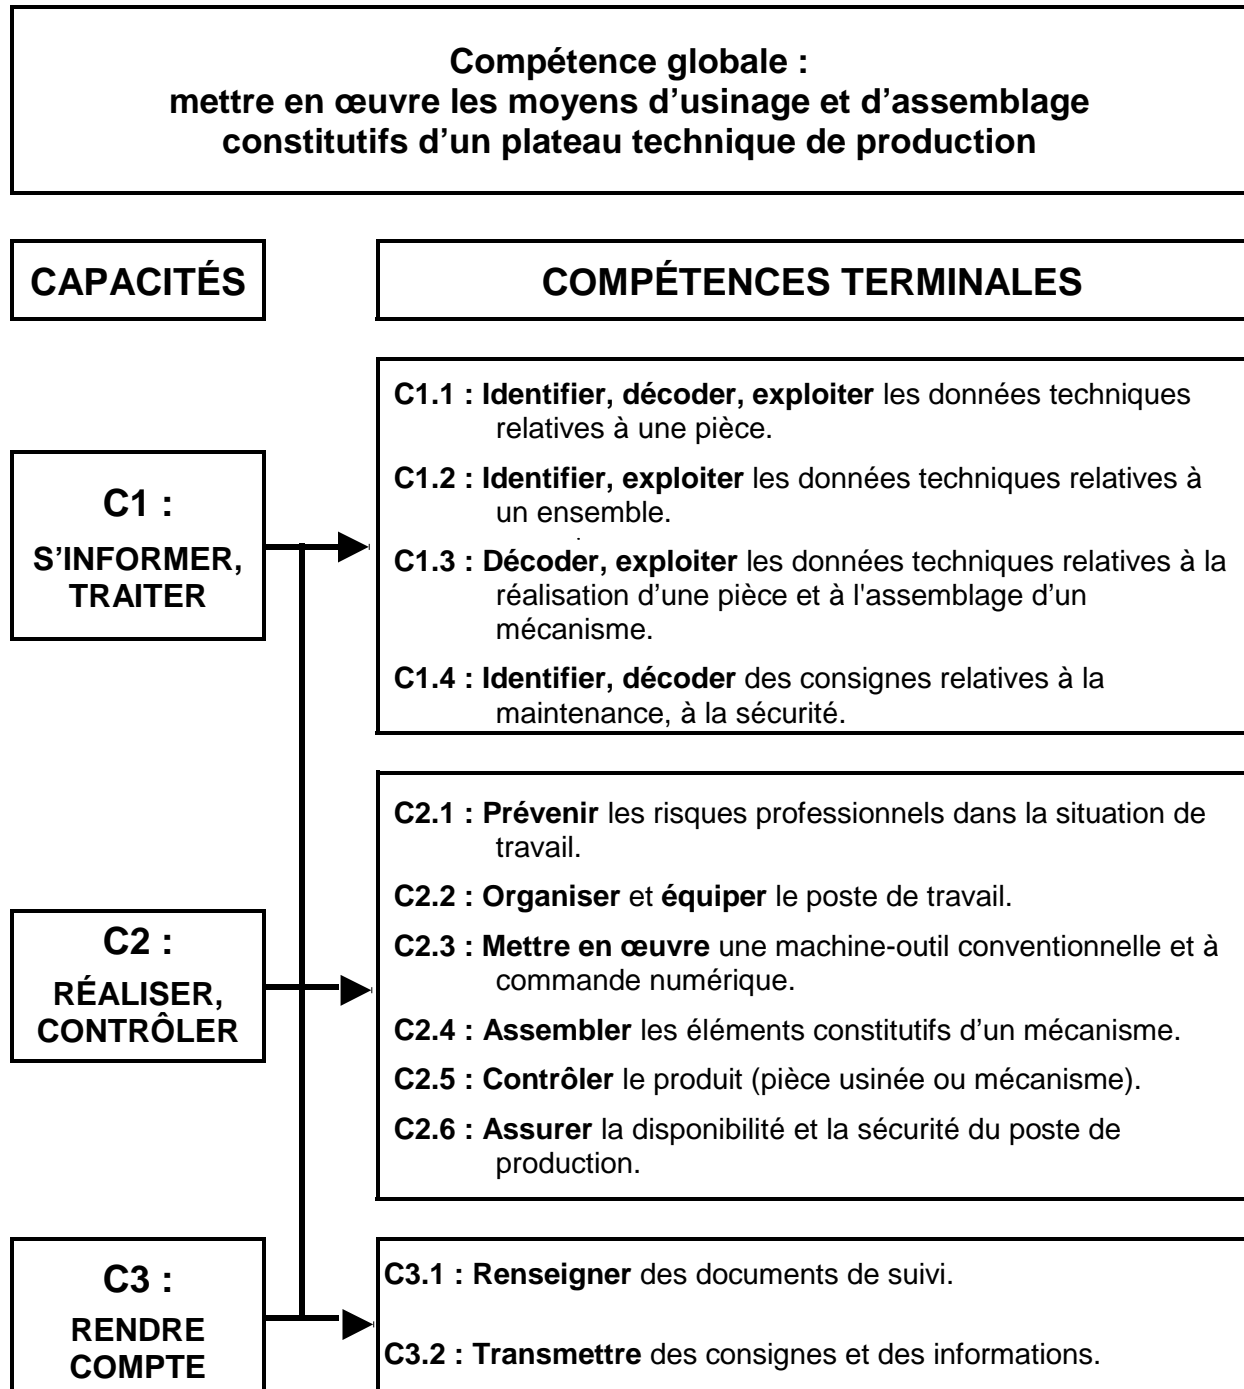 Compétence globale :
mettre en œuvre les moyens d’usinage et d’assemblage
constitutifs d’un plateau technique de production
CAPACITÉS
COMPÉTENCES TERMINALES
C1 :
S’INFORMER,
TRAITER
C1.1 : Identifier, décoder, exploiter les données techniques
relatives à une pièce.
C1.2 : Identifier, exploiter les données techniques relatives à
un ensemble.
C1.3 : Décoder, exploiter les données techniques relatives à la
réalisation d’une pièce et à l'assemblage d’un
mécanisme.
C1.4 : Identifier, décoder des consignes relatives à la
maintenance, à la sécurité.
C2 :
RÉALISER,
CONTRÔLER
C2.1 : Prévenir les risques professionnels dans la situation de
travail.
C2.2 : Organiser et équiper le poste de travail.
C2.3 : Mettre en œuvre une machine-outil conventionnelle et à
commande numérique.
C2.4 : Assembler les éléments constitutifs d’un mécanisme.
C2.5 : Contrôler le produit (pièce usinée ou mécanisme).
C2.6 : Assurer la disponibilité et la sécurité du poste de
production.
C3 :
RENDRE
COMPTE
C3.1 : Renseigner des documents de suivi.
C3.2 : Transmettre des consignes et des informations.